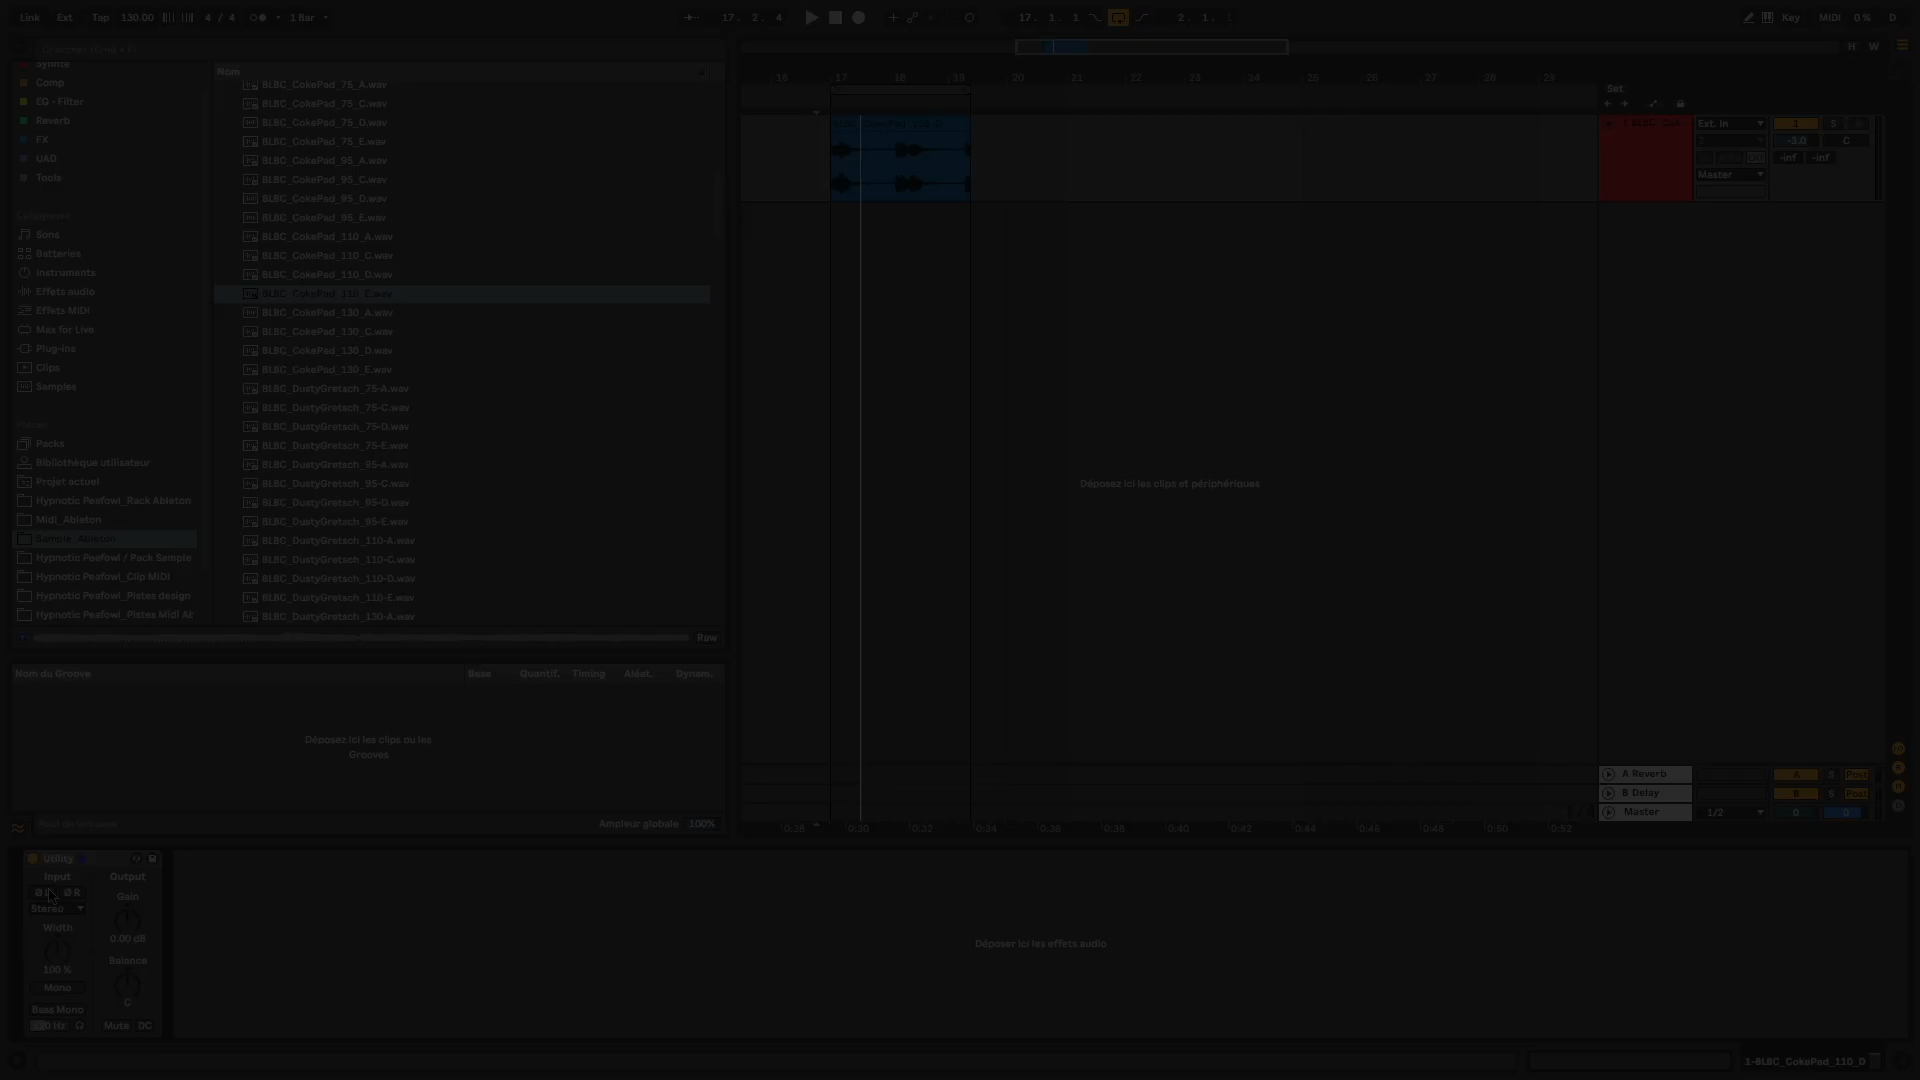 Link Ext Tap 130.00 4 / 4 1 Bar 17. 2. 4 17. 1. 1 2. 1. 1 Key MIDI 0 % D
H W
Nom
Comp
EQ - Filter
Reverb
FX
UAD
Tools
Sons
Batteries
Instruments
Effets audio
Effets MIDI
Max for Live
Plug-ins
Clips
Samples
Packs
Bibliothèque utilisateur
Projet actuel
Hypnotic Peafowl_Rack Ableton
Midi_Ableton
Sample_Ableton
Hypnotic Peafowl / Pack Sample
Hypnotic Peafowl_Clip MIDI
Hypnotic Peafowl_Pistes design
Hypnotic Peafowl_Pistes Midi Al
BLBC_CokePad_75_A.wav
BLBC_CokePad_75_C.wav
BLBC_CokePad_75_D.wav
BLBC_CokePad_75_E.wav
BLBC_CokePad_95_A.wav
BLBC_CokePad_95_C.wav
BLBC_CokePad_95_D.wav
BLBC_CokePad_95_E.wav
BLBC_CokePad_110_A.wav
BLBC_CokePad_110_C.wav
BLBC_CokePad_110_D.wav
BLBC_CokePad_110_E.wav
BLBC_CokePad_130_A.wav
BLBC_CokePad_130_C.wav
BLBC_CokePad_130_D.wav
BLBC_CokePad_130_E.wav
BLBC_DustyGretsch_75-A.wav
BLBC_DustyGretsch_75-C.wav
BLBC_DustyGretsch_75-D.wav
BLBC_DustyGretsch_75-E.wav
BLBC_DustyGretsch_95-A.wav
BLBC_DustyGretsch_95-C.wav
BLBC_DustyGretsch_95-D.wav
BLBC_DustyGretsch_95-E.wav
BLBC_DustyGretsch_110-A.wav
BLBC_DustyGretsch_110-C.wav
BLBC_DustyGretsch_110-D.wav
BLBC_DustyGretsch_110-E.wav
BLBC_DustyGretsch_130-A.wav
Raw
Nom du Groove Base Quantif. Timing Aléat. Dynam.
Déposez ici les clips ou les
Grooves
Ampleur globale 100%
16 17 18 19 20 21 22 23 24 25 26 27 28 29
Set
Ext. In 1 S
2 -3.0 C
-inf -inf
Master
Déposez ici les clips et périphériques
A Reverb A S Post
B Delay B S Post
Master 1/2 0 0
0:28 0:30 0:32 0:34 0:36 0:38 0:40 0:42 0:44 0:46 0:48 0:50 0:52
Utility
Input Output
Ø R
Gain
Stereo
Width
0.00 dB
Balance
100 %
Mono
C
Bass Mono
Hz Mute DC
Déposer ici les effets audio
1-BLBC_CokePad_110_D